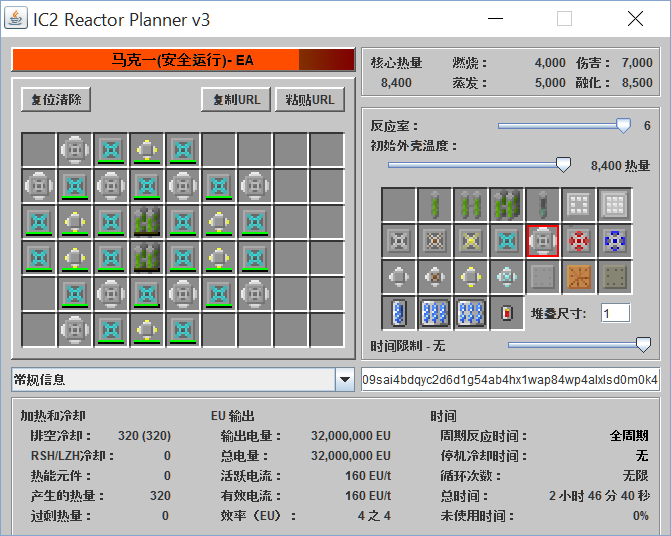 IC2 Reactor Planner v3
马克一(安全运行)- EA
核心热量 燃烧： 4,000 伤害： 7,000
8,400 蒸发： 5,000 融化： 8,500
复位清除 复制URL 粘贴URL
反应室： 6
初始外壳温度：
8,400 热量
堆叠尺寸： 1
时间限制 - 无
常规信息
09sai4bdqyc2d6d1g54ab4hx1wap84wp4alxlsd0m0k4
加热和冷却 EU 输出 时间
排空冷却： 320 (320) 输出电量： 32,000,000 EU 周期反应时间： 全周期
RSH/LZH冷却： 0 总电量： 32,000,000 EU 停机冷却时间： 无
热能元件： 0 活跃电流： 160 EU/t 循环次数： 无限
产生的热量： 320 有效电流： 160 EU/t 总时间： 2 小时 46 分 40 秒
过剩热量： 0 效率〈EU〉： 4 之 4 未使用时间： 0%